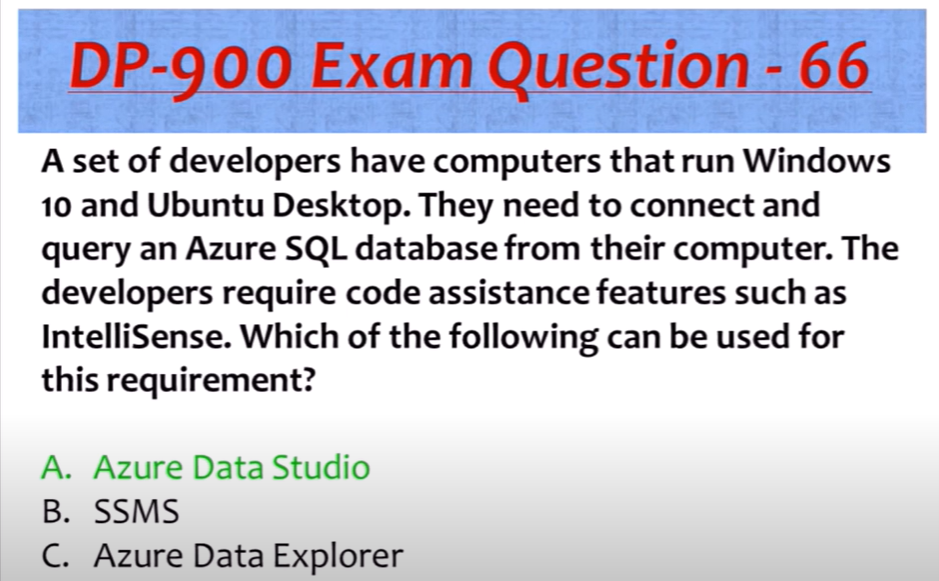 DP-900 Exam Question - 66
A set of developers have computers that run Windows
10 and Ubuntu Desktop. They need to connect and
query an Azure SQL database from their computer. The
developers require code assistance features such as
IntelliSense. Which of the following can be used for
this requirement?
A. Azure Data Studio
B. SSMS
C. Azure Data Explorer